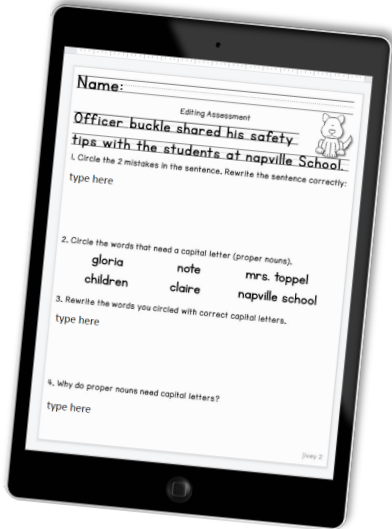 Name:
Editing Assessment
Officer buckle shared his safety
tips with the students at napville School.
1. Circle the 2 mistakes in the sentence. Rewrite the sentence correctly:
type here
2. Circle the words that need a capital letter (proper nouns).
gloria note mrs. toppel
children claire napville school
3. Rewrite the words you circled with correct capital letters.
type here
4. Why do proper nouns need capital letters?
type here
jivey 2